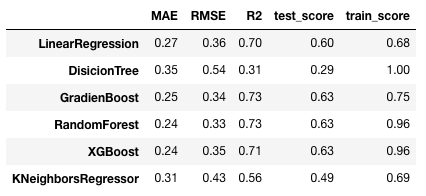 MAE RMSE R2 test_score train_score
LinearRegression 0.27 0.36 0.70 0.60 0.68
DisicionTree 0.35 0.54 0.31 0.29 1.00
GradienBoost 0.25 0.34 0.73 0.63 0.75
RandomForest 0.24 0.33 0.73 0.63 0.96
XGBoost 0.24 0.35 0.71 0.63 0.96
KNeighborsRegressor 0.31 0.43 0.56 0.49 0.69